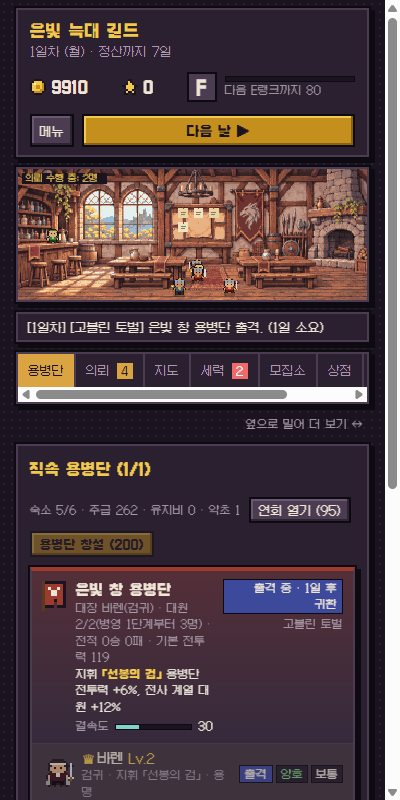 은빛 늑대 길드
1일차 (월) · 정산까지 7일
9910
0
F
다음 E랭크까지 80
메뉴
다음 날 ▶
의뢰 수행 중: 2명
[1일차] [고블린 토벌] 은빛 창 용병단 출격. (1일 소요)
용병단
의뢰 4
지도
세력 2
모집소
상점
옆으로 밀어 더 보기 ↔
직속 용병단 (1/1)
숙소 5/6 · 주급 262 · 유지비 0 · 약초 1
연회 열기 (95)
용병단 창설 (200)
은빛 창 용병단
출격 중 · 1일 후 귀환
고블린 토벌
대장 바렌(검귀) · 대원
2/2(병영 1단계부터 3명) ·
전적 0승 0패 · 기본 전투
력 119
지휘 「선봉의 검」 용병단
전투력 +6%, 전사 계열 대
원 +12%
결속도 30
바렌 Lv.2
검귀 · 지휘 「선봉의 검」 · 용
명
출격
양호
보통